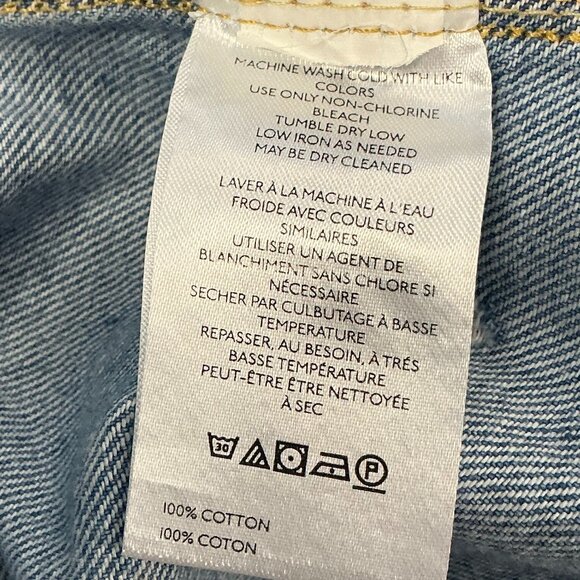 MACHINE WASH COLD WITH LIKE
COLORS
USE ONLY NON-CHLORINE
BLEACH
TUMBLE DRY LOW
LOW IRON AS NEEDED
MAY BE DRY CLEANED
LAVER À LA MACHINE À L'EAU
FROIDE AVEC COULEURS
SIMILAIRES
UTILISER UN AGENT DE
BLANCHIMENT SANS CHLORE SI
NÉCESSAIRE
SECHER PAR CULBUTAGE À BASSE
TEMPERATURE
REPASSER, AU BESOIN, À TRÉS
BASSE TEMPÉRATURE
PEUT-ÊTRE ÊTRE NETTOYÉE
À SEC
30 P
100% COTTON
100% COTON